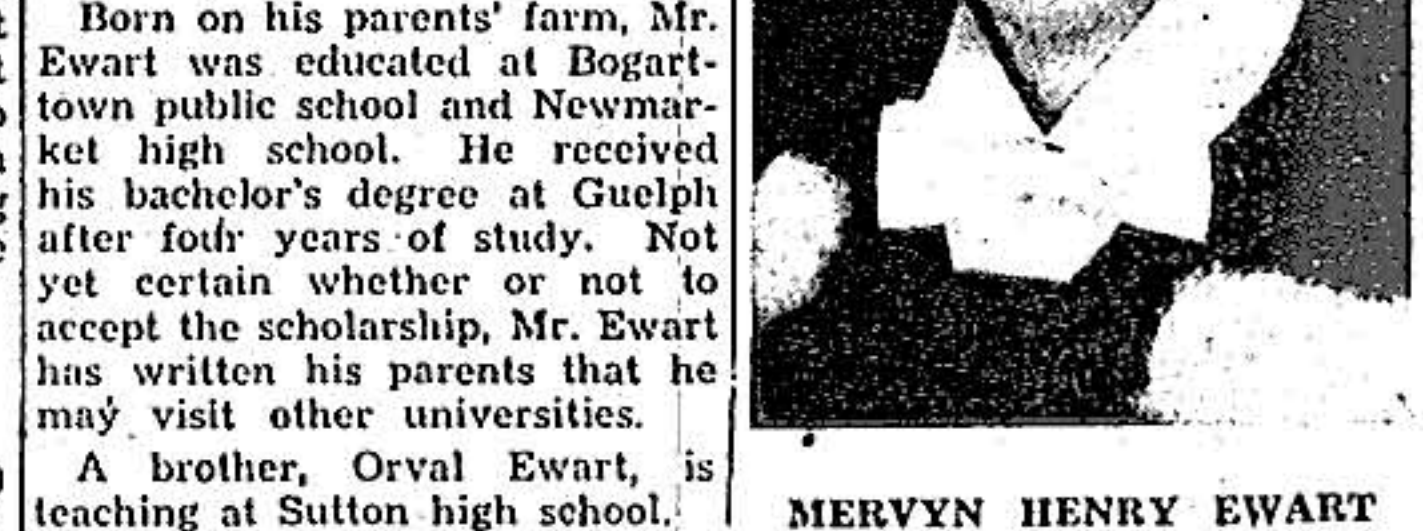 Born on his parents' farm, Mr.
Ewart was educated at Bogart-
town public school and Newmar-
ket high school. He received
his bachelor's degree at Guelph
after four years of study. Not
yet certain whether or not to
accept the scholarship, Mr. Ewart
has written his parents that he
may visit other universities.
A brother, Orval Ewart, is
teaching at Sutton high school.
MERVYN HENRY EWART